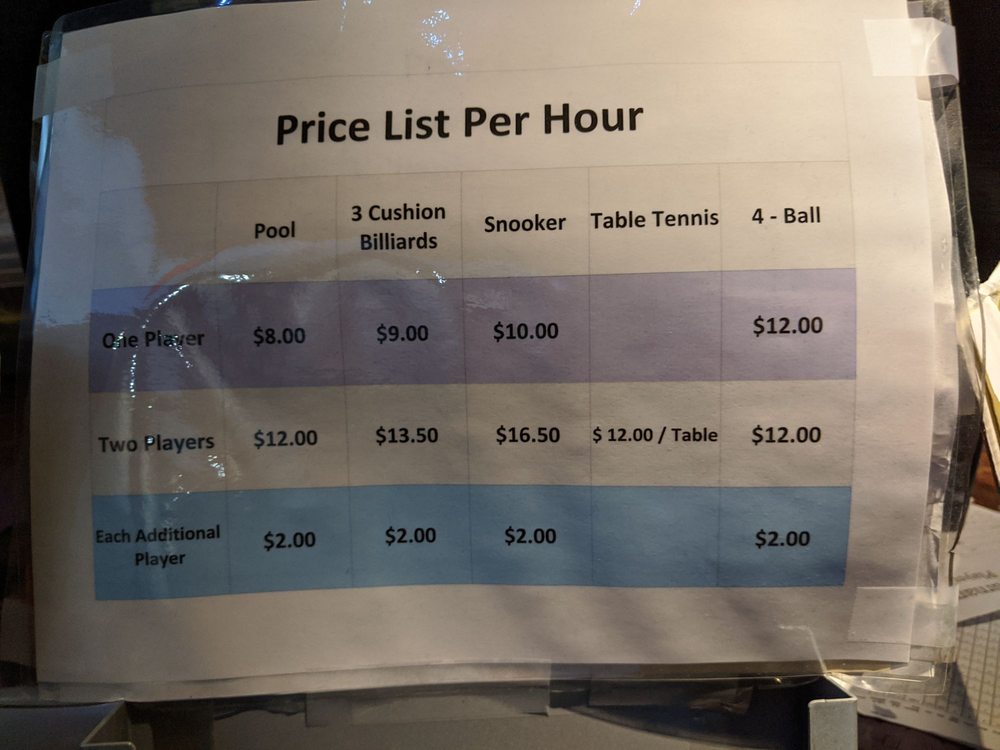 Price List Per Hour
Pool 3 Cushion Billiards Snooker Table Tennis 4 - Ball
One Player $8.00 $9.00 $10.00 $12.00
Two Players $12.00 $13.50 $16.50 $ 12.00 / Table $12.00
Each Additional Player $2.00 $2.00 $2.00 $2.00